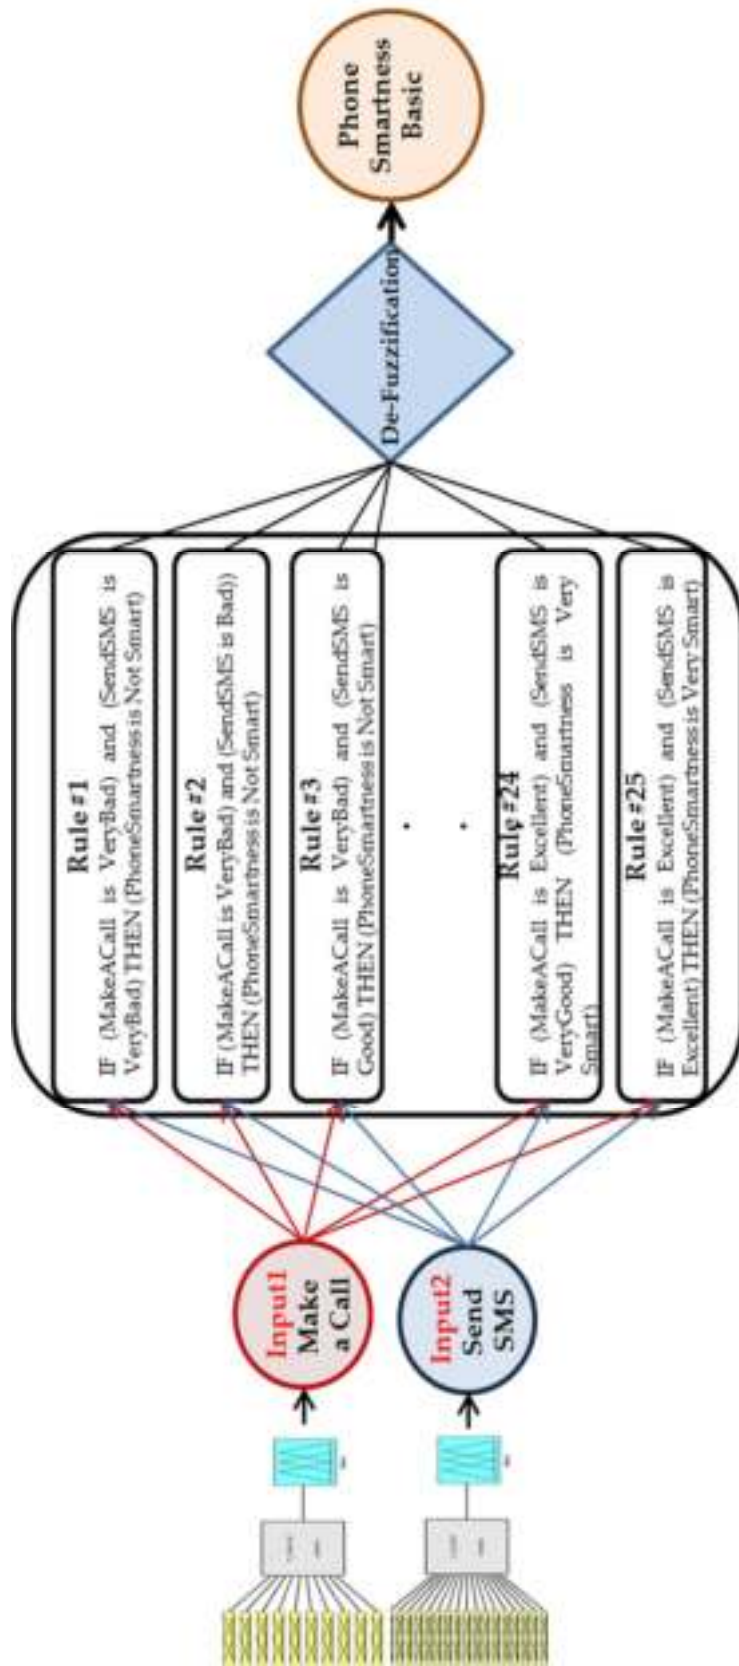 Phone
Smartness
Basic
De-Fuzzification
Rule #1
IF (MakeACall is VeryBad) and (SendSMS is
VeryBad) THEN (PhoneSmartness is Not Smart)
Rule #2
IF (MakeACall is VeryBad) and (SendSMS is Bad))
THEN (PhoneSmartness is Not Smart)
Rule #3
IF (MakeACall is VeryBad) and (SendSMS is
Good) THEN (PhoneSmartness is Not Smart)
Rule #24
IF (MakeACall is Excellent) and (SendSMS is
VeryGood) THEN (PhoneSmartness is Very
Smart)
Rule #25
IF (MakeACall is Excellent) and (SendSMS is
Excellent) THEN (PhoneSmartness is Very Smart)
Input1
Make
a Call
Input2
Send
SMS